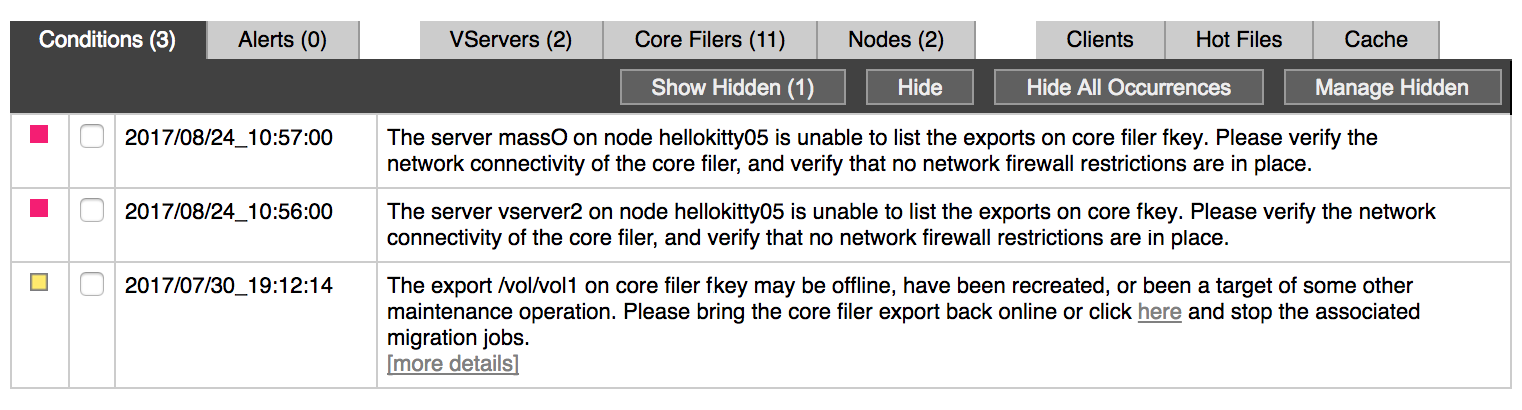 Conditions (3) Alerts (0) VServers (2) Core Filers (11) Nodes (2) Clients Hot Files Cache
Show Hidden (1) Hide Hide All Occurrences Manage Hidden
2017/08/24_10:57:00 The server massO on node hellokitty05 is unable to list the exports on core filer fkey. Please verify the
network connectivity of the core filer, and verify that no network firewall restrictions are in place.
2017/08/24_10:56:00 The server vserver2 on node hellokitty05 is unable to list the exports on core fkey. Please verify the network
connectivity of the core filer, and verify that no network firewall restrictions are in place.
2017/07/30_19:12:14 The export /vol/vol1 on core filer fkey may be offline, have been recreated, or been a target of some other
maintenance operation. Please bring the core filer export back online or click here and stop the associated
migration jobs.
[more details]